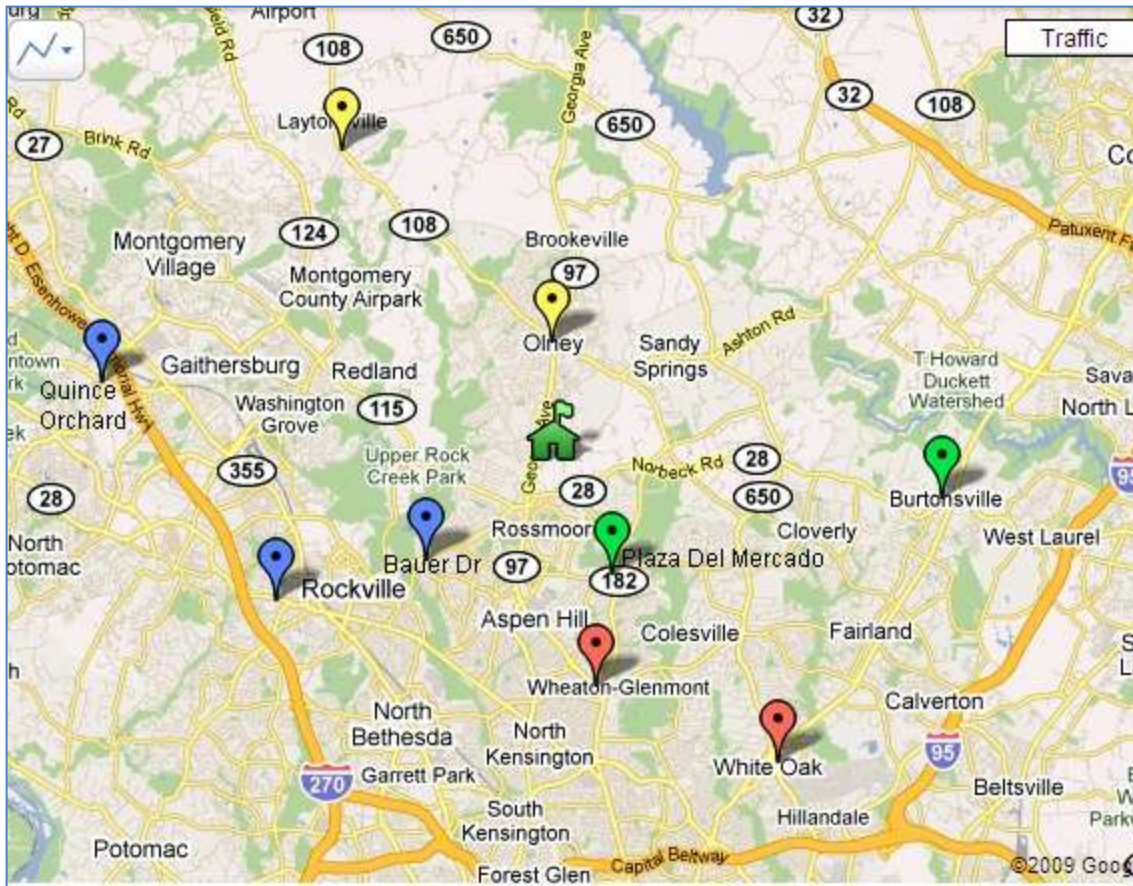 Airport
650
32
Traffic
108
Georgia Ave
32
108
Laytonsville
650
27
Brink Rd
108
124
Montgomery
Village
Brookeville
97
Montgomery
County Airpark
Olney
Sandy
Springs
Ashton Rd
T Howard
Duckett
Watershed
Gaithersburg
Redland
Quince
Orchard
Washington
Grove
115
Upper Rock
Creek Park
355
Norbeck Rd
28
28
650
28
Burtonsville
North
Potomac
Rossmoor
Cloverly
West Laurel
Bauer Dr
97
Plaza Del Mercado
182
Rockville
Aspen Hill
Colesville
Fairland
Wheaton-Glenmont
Calverton
North
Bethesda
North
Kensington
White Oak
95
270
Garrett Park
Beltsville
South
Kensington
Hillandale
Potomac
Capital Beltway
Forest Glen
©2009 Goo